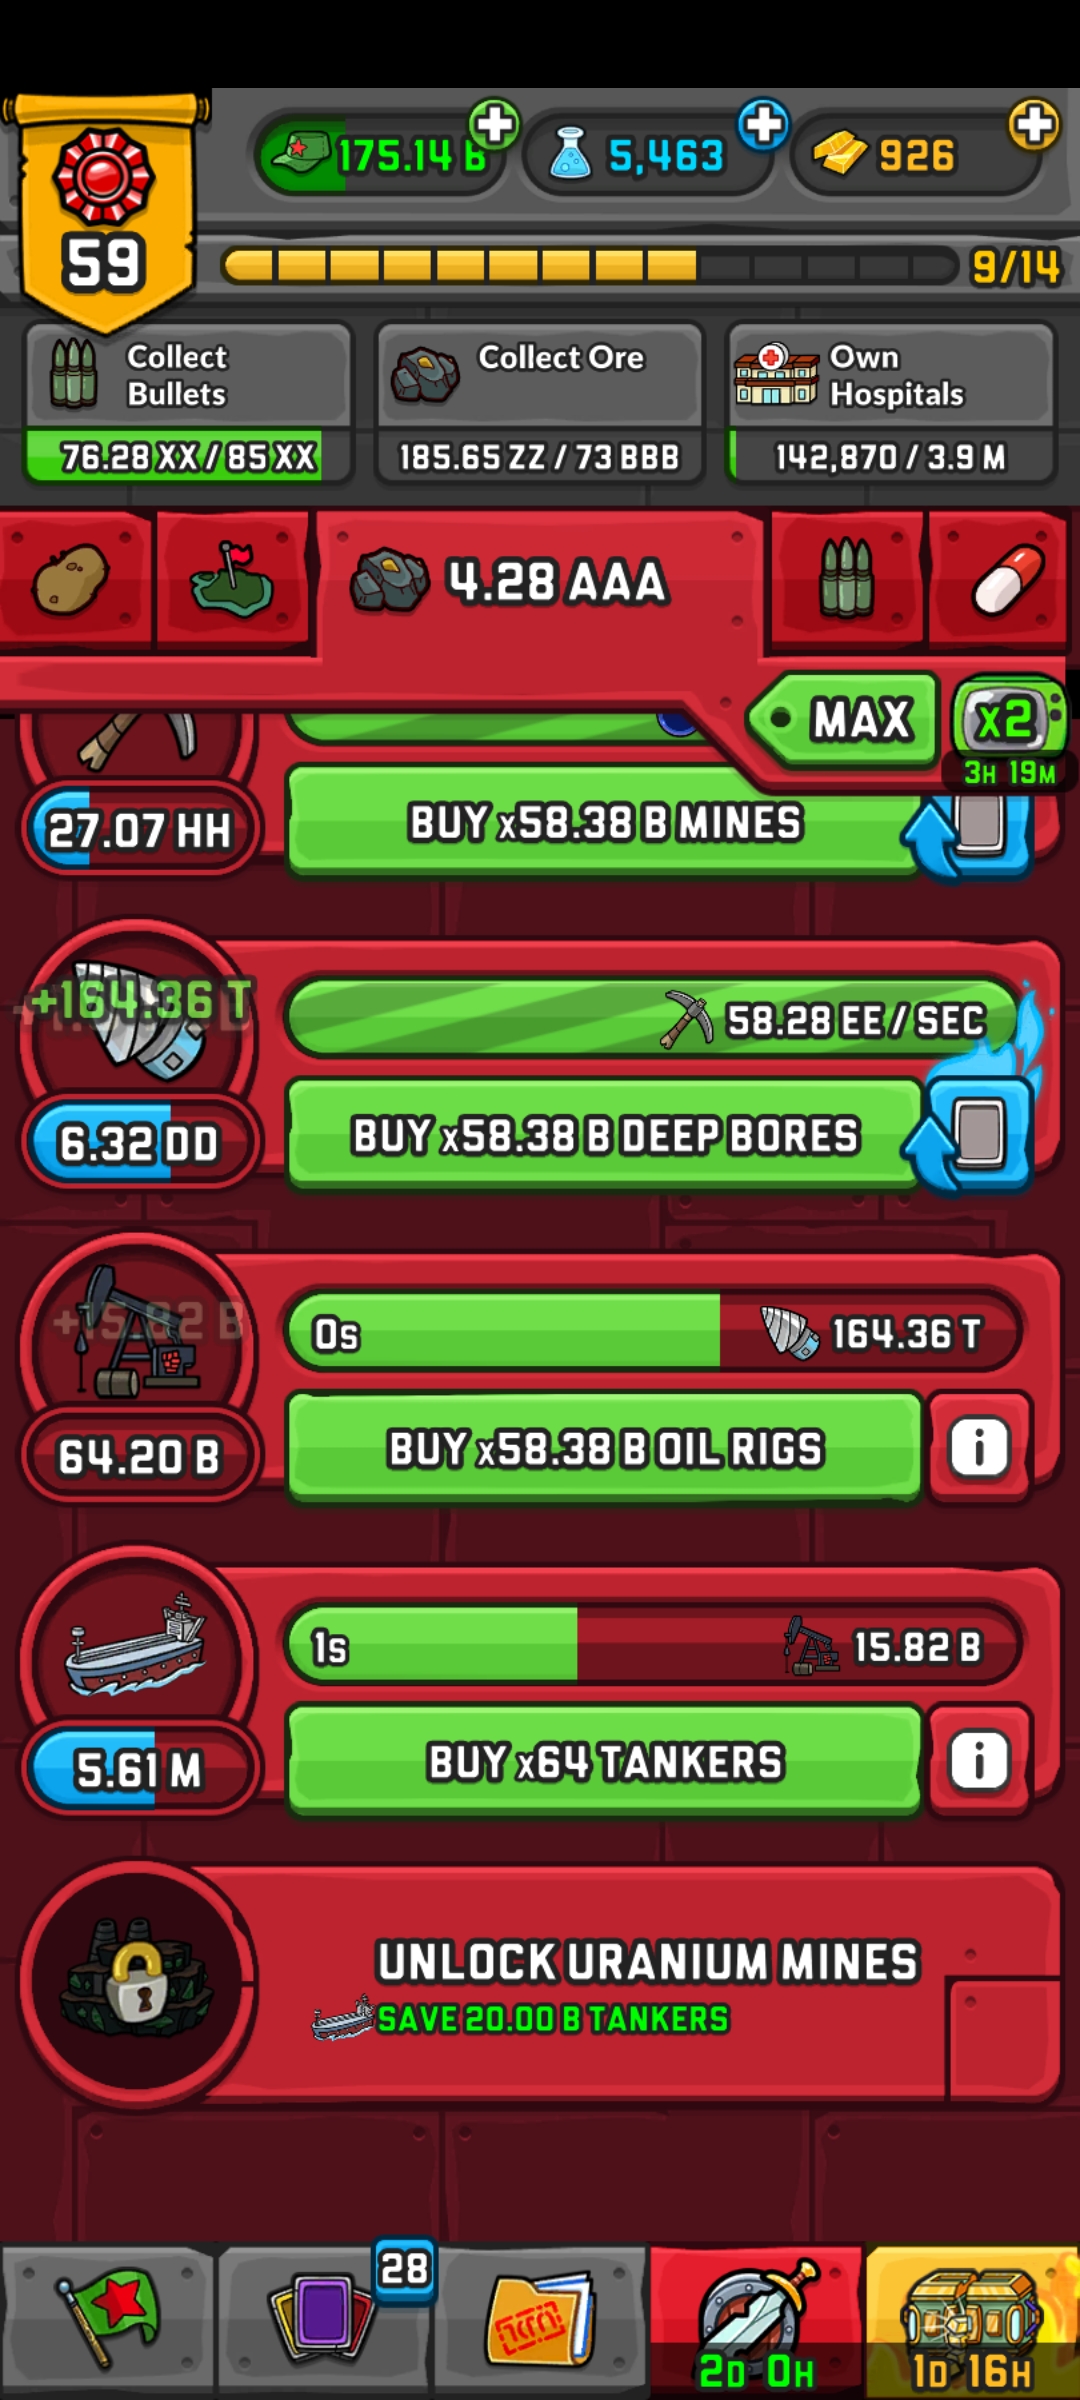 175.14 B
5,463
926
59
9/14
Collect
Bullets
76.28 XX / 85 XX
Collect Ore
185.65 ZZ / 73 BBB
Own
Hospitals
142,870 / 3.9 M
4.28 AAA
MAX
x2
3H 19M
27.07 HH
BUY x58.38 B MINES
+164.36 T
58.28 EE / SEC
6.32 DD
BUY x58.38 B DEEP BORES
+15.82 B
0s
164.36 T
64.20 B
BUY x58.38 B OIL RIGS
i
1s
15.82 B
5.61 M
BUY x64 TANKERS
i
UNLOCK URANIUM MINES
SAVE 20.00 B TANKERS
28
2D 0H
1D 16H